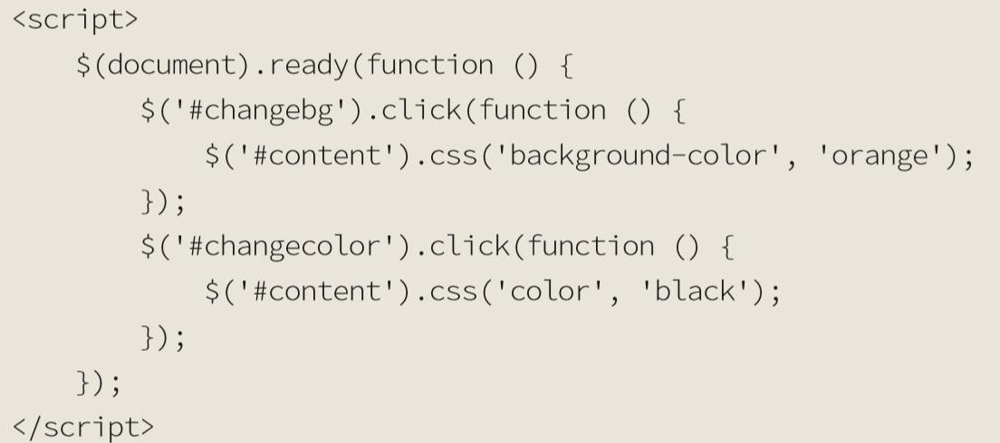 <script>
$(document).ready(function () {
$('#changebg').click(function () {
$('#content').css('background-color', 'orange');
});
$('#changecolor').click(function () {
$('#content').css('color', 'black');
});
});
</script>